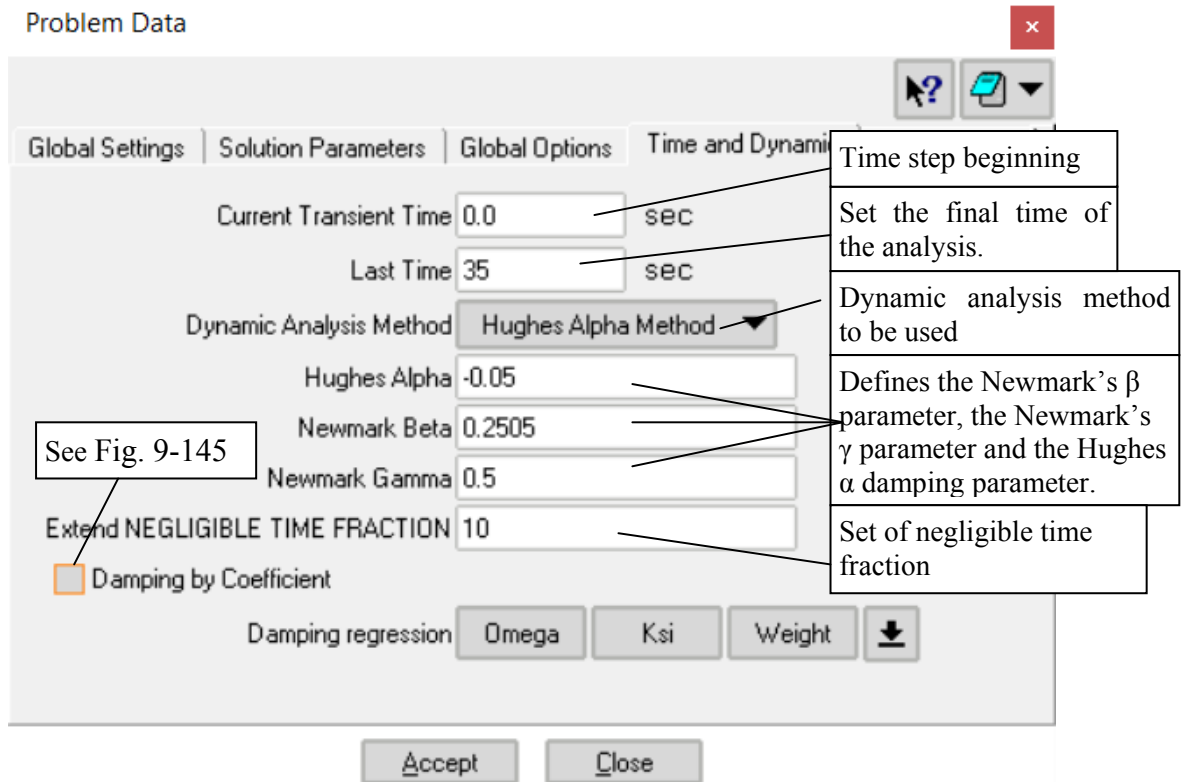 Problem Data
Global Settings
Solution Parameters
Global Options
Time and Dynami
Time step beginning
Current Transient Time 0.0 sec
Set the final time of
the analysis.
Last Time 35 sec
Dynamic Analysis Method Hughes Alpha Method
Dynamic analysis method
to be used
Hughes Alpha -0.05
Newmark Beta 0.2505
Newmark Gamma 0.5
Defines the Newmark's β
parameter, the Newmark's
γ parameter and the Hughes
α damping parameter.
See Fig. 9-145
Extend NEGLIGIBLE TIME FRACTION 10
Set of negligible time
fraction
Damping by Coefficient
Damping regression Omega Ksi Weight
Accept Close